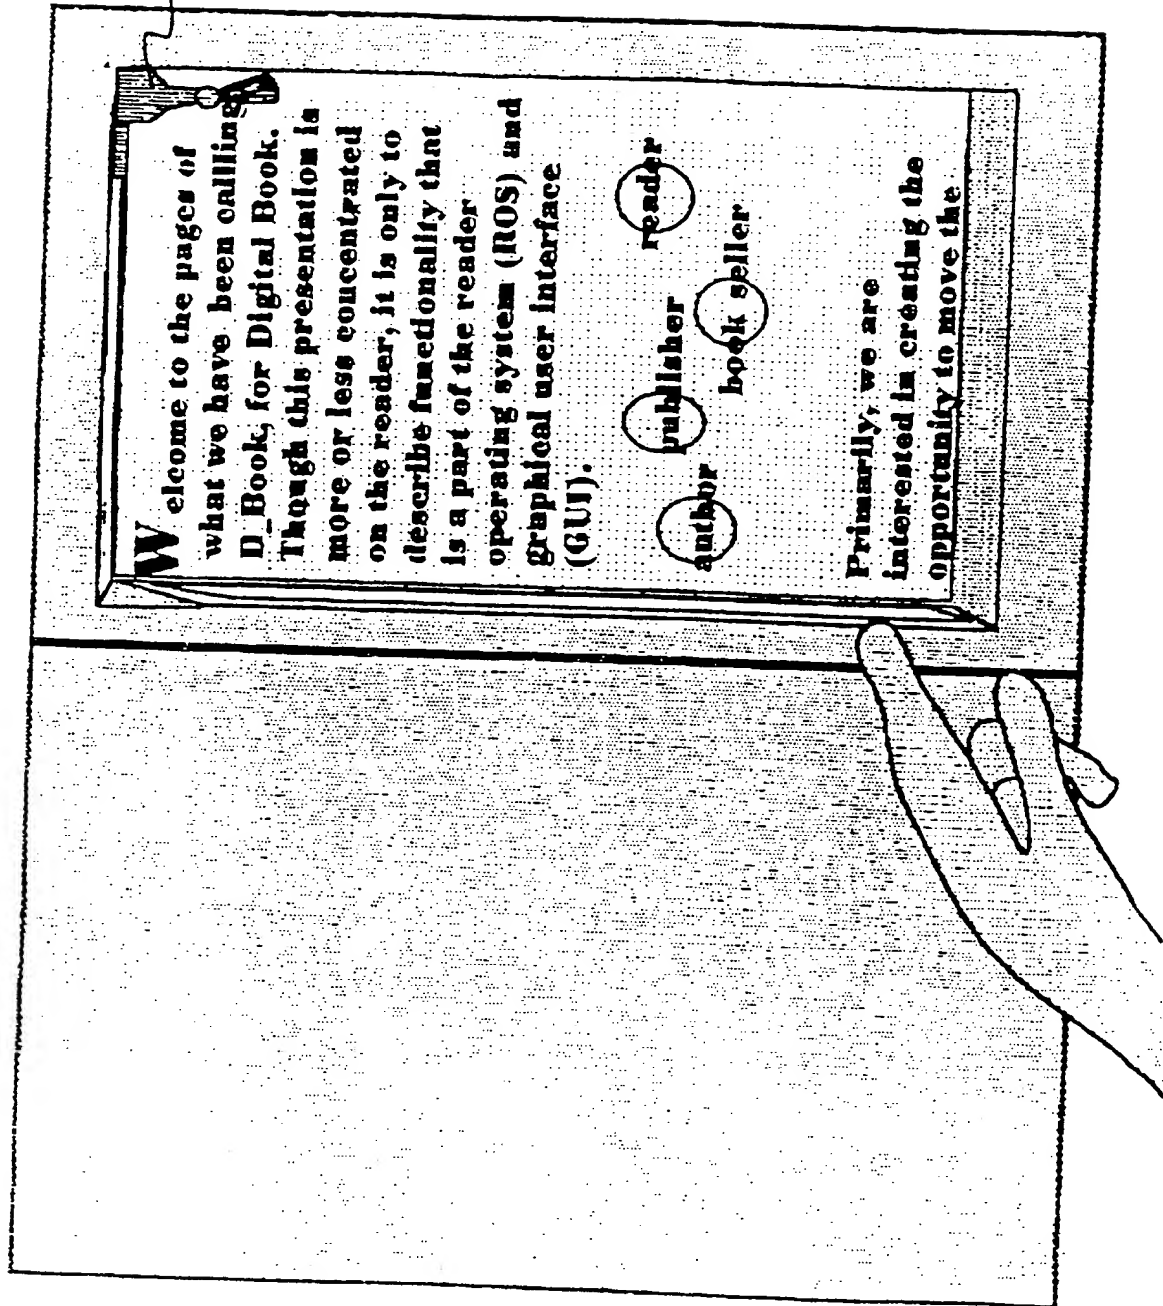 Welcome to the pages of
what we have been callling
D_Book, for Digital Book.
Though this presentation is
more or less concentrated
on the reader, it is only to
describe functionality that
is a part of the reader
operating system (ROS) and
graphical user interface
(GUI).
author
publisher
book seller
reader
Primarily, we are
interested in creating the
opportunity to move the